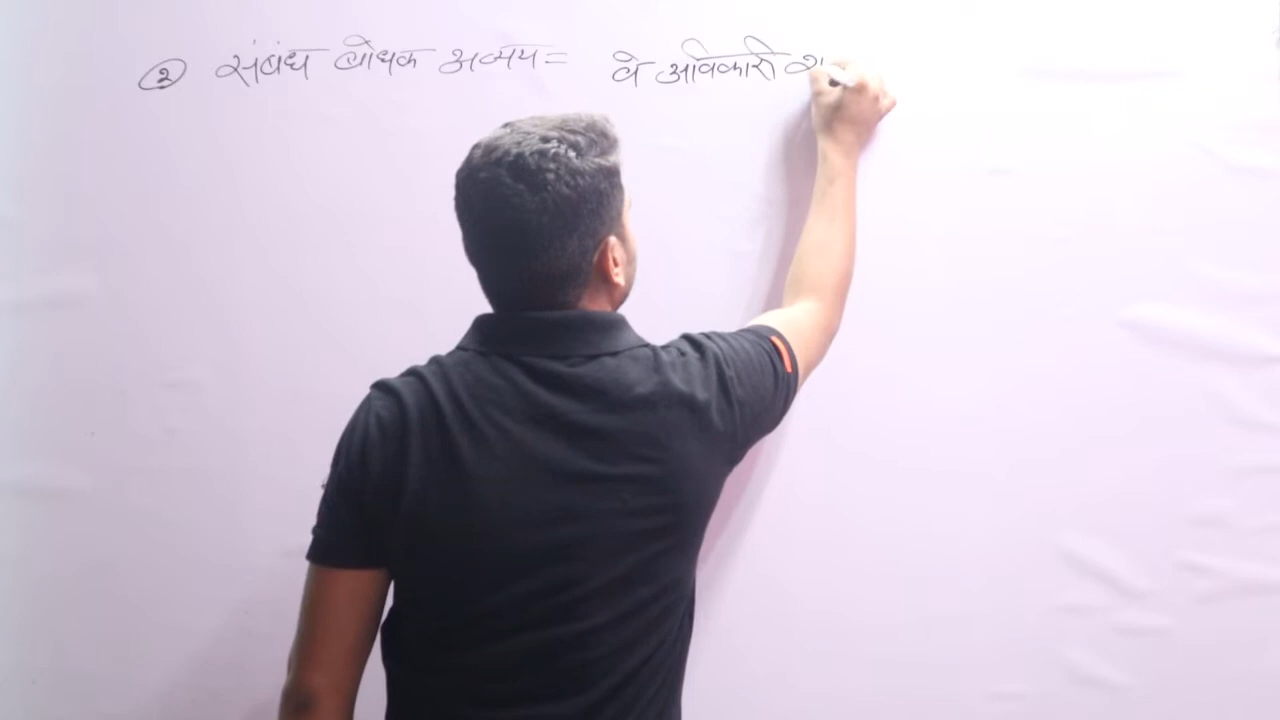 ② संबंध बोधक अव्यय = वे अविकारी श